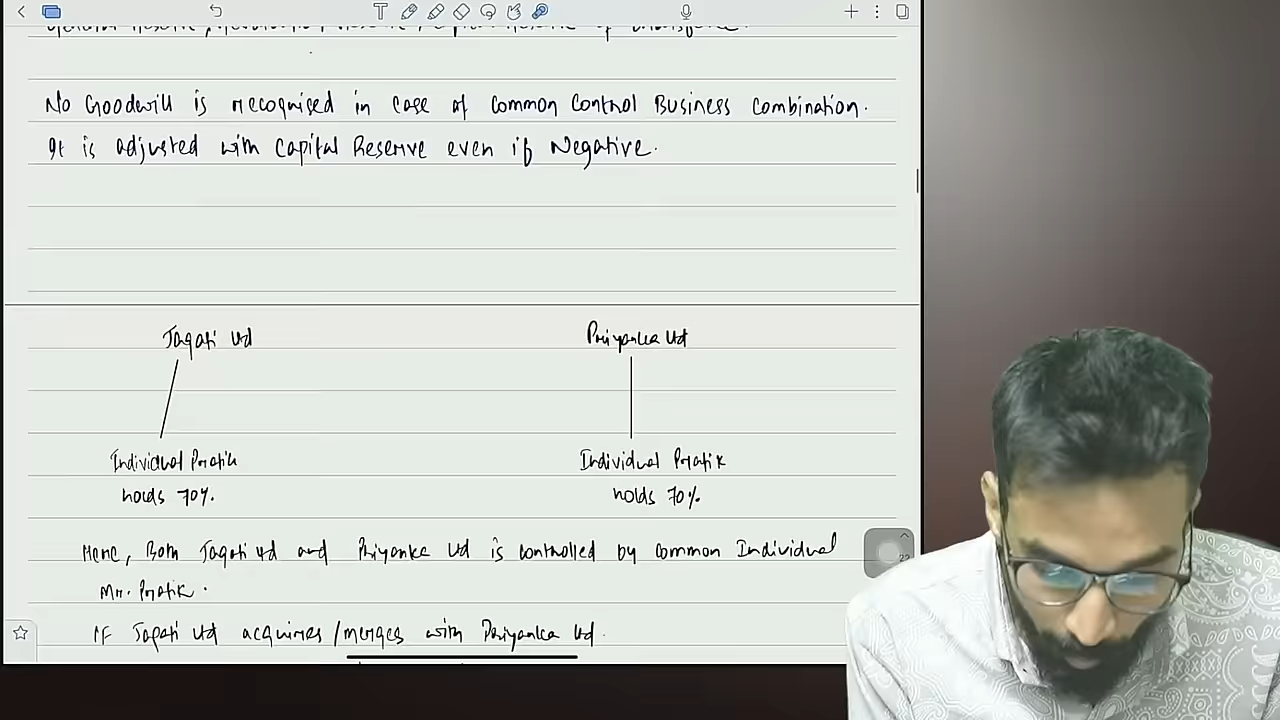 No Goodwill is recognised in case of Common Control Business Combination.
It is adjusted with Capital Reserve even if Negative.
Jagati Ltd
Priyanka Ltd
Individual Pratik
holds 70%.
Individual Pratik
holds 70%
Here, Both Jagati Ltd and Priyanka Ltd is controlled by common Individual
Mr. Pratik.
If Jagati Ltd acquires/merges with Priyanka Ltd.